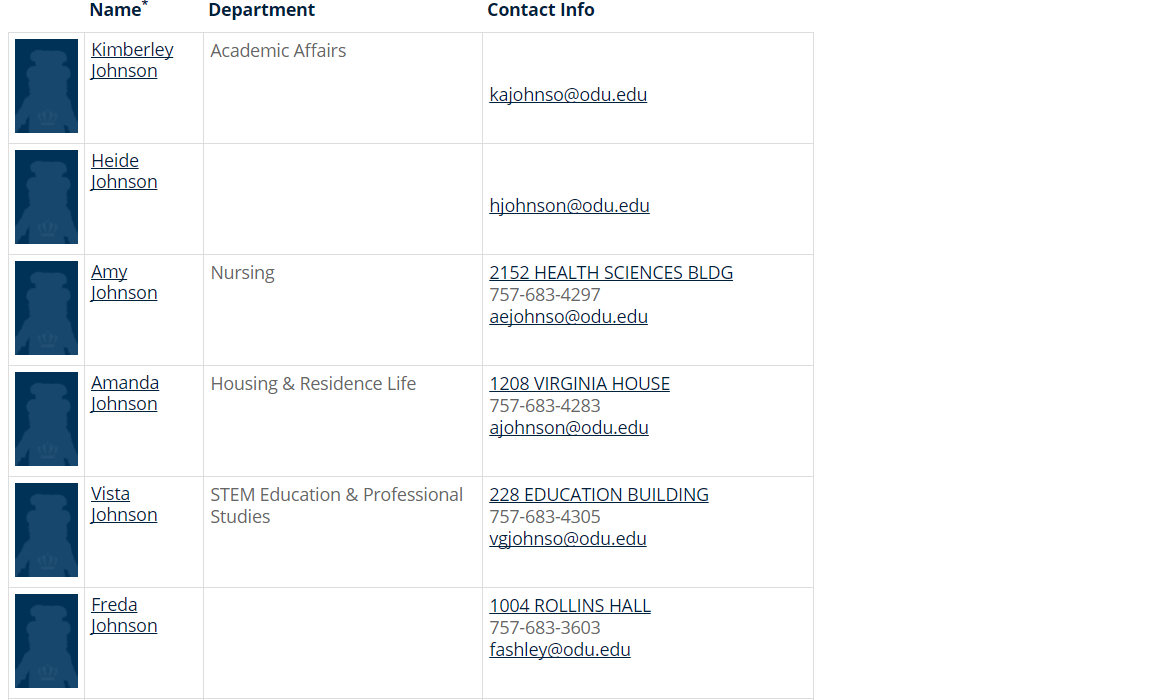 Name* Department Contact Info
Kimberley Academic Affairs
Johnson
kajohnso@odu.edu
Heide
Johnson
hjohnson@odu.edu
Amy Nursing 2152 HEALTH SCIENCES BLDG
Johnson 757-683-4297
aejohnso@odu.edu
Amanda Housing & Residence Life 1208 VIRGINIA HOUSE
Johnson 757-683-4283
ajohnson@odu.edu
Vista STEM Education & Professional 228 EDUCATION BUILDING
Johnson Studies 757-683-4305
vgjohnso@odu.edu
Freda 1004 ROLLINS HALL
Johnson 757-683-3603
fashley@odu.edu